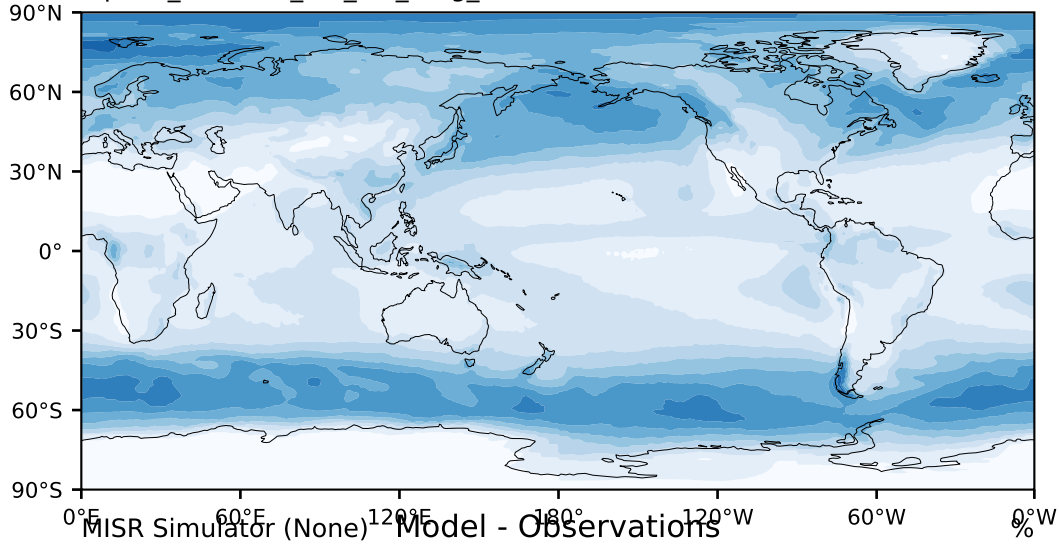 90°N
60°N
30°N
0°
30°S
60°S
90°S
0°E 60°E 120°E 180° 120°W 60°W 0°W
MISR Simulator (None) Model - Observations %